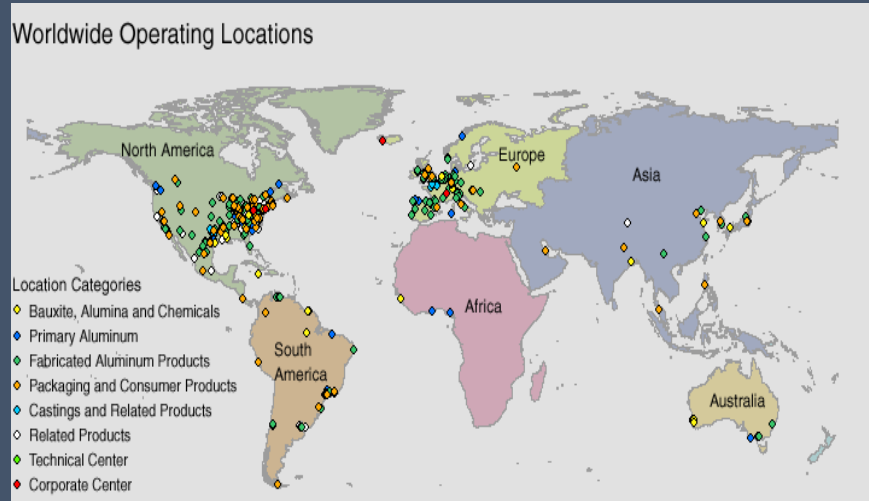 Worldwide Operating Locations
North America
Europe
Asia
Africa
South
America
Australia
Location Categories
Bauxite, Alumina and Chemicals
Primary Aluminum
Fabricated Aluminum Products
Packaging and Consumer Products
Castings and Related Products
Related Products
Technical Center
Corporate Center